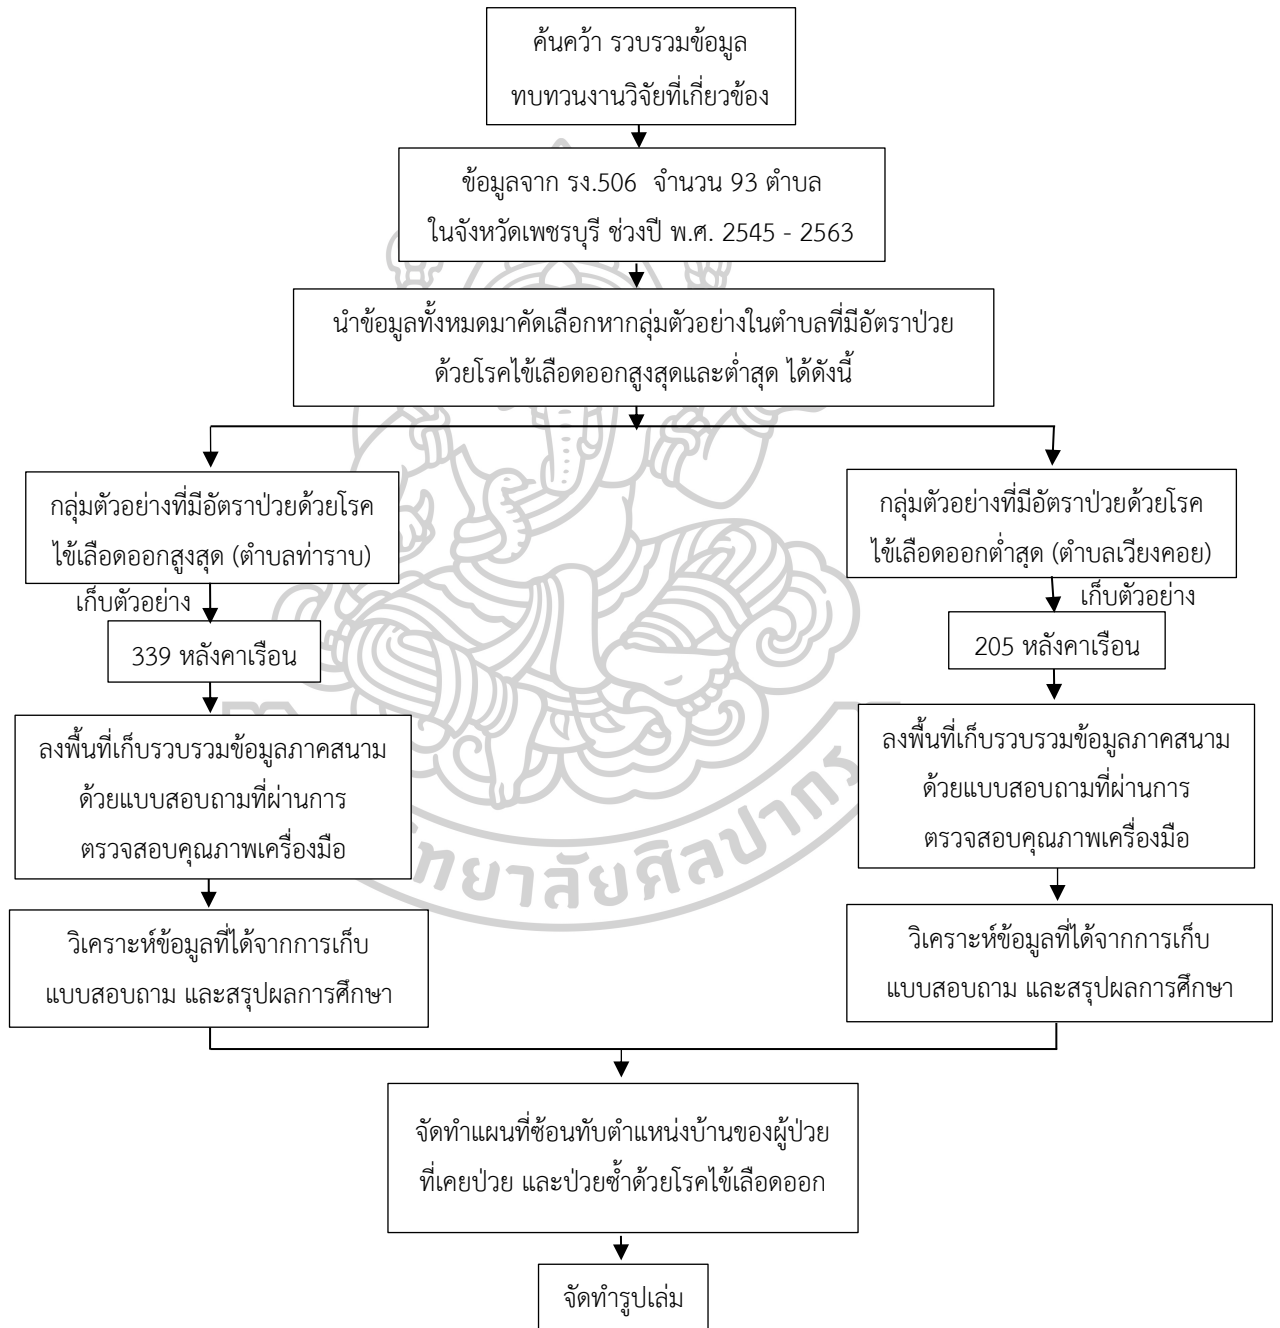 ค้นคว้า รวบรวมข้อมูล
ทบทวนงานวิจัยที่เกี่ยวข้อง
ข้อมูลจาก รง.506 จำนวน 93 ตำบล
ในจังหวัดเพชรบุรี ช่วงปี พ.ศ. 2545 - 2563
นำข้อมูลทั้งหมดมาคัดเลือกหากลุ่มตัวอย่างในตำบลที่มีอัตราป่วย
ด้วยโรคไข้เลือดออกสูงสุดและต่ำสุด ได้ดังนี้
กลุ่มตัวอย่างที่มีอัตราป่วยด้วยโรค
ไข้เลือดออกสูงสุด (ตำบลท่าราบ)
เก็บตัวอย่าง
339 หลังคาเรือน
ลงพื้นที่เก็บรวบรวมข้อมูลภาคสนาม
ด้วยแบบสอบถามที่ผ่านการ
ตรวจสอบคุณภาพเครื่องมือ
วิเคราะห์ข้อมูลที่ได้จากการเก็บ
แบบสอบถาม และสรุปผลการศึกษา
กลุ่มตัวอย่างที่มีอัตราป่วยด้วยโรค
ไข้เลือดออกต่ำสุด (ตำบลเวียงคอย)
เก็บตัวอย่าง
205 หลังคาเรือน
ลงพื้นที่เก็บรวบรวมข้อมูลภาคสนาม
ด้วยแบบสอบถามที่ผ่านการ
ตรวจสอบคุณภาพเครื่องมือ
วิเคราะห์ข้อมูลที่ได้จากการเก็บ
แบบสอบถาม และสรุปผลการศึกษา
จัดทำแผนที่ซ้อนทับตำแหน่งบ้านของผู้ป่วย
ที่เคยป่วย และป่วยซ้ำด้วยโรคไข้เลือดออก
จัดทำรูปเล่ม
ทยาลัยศิลปากร